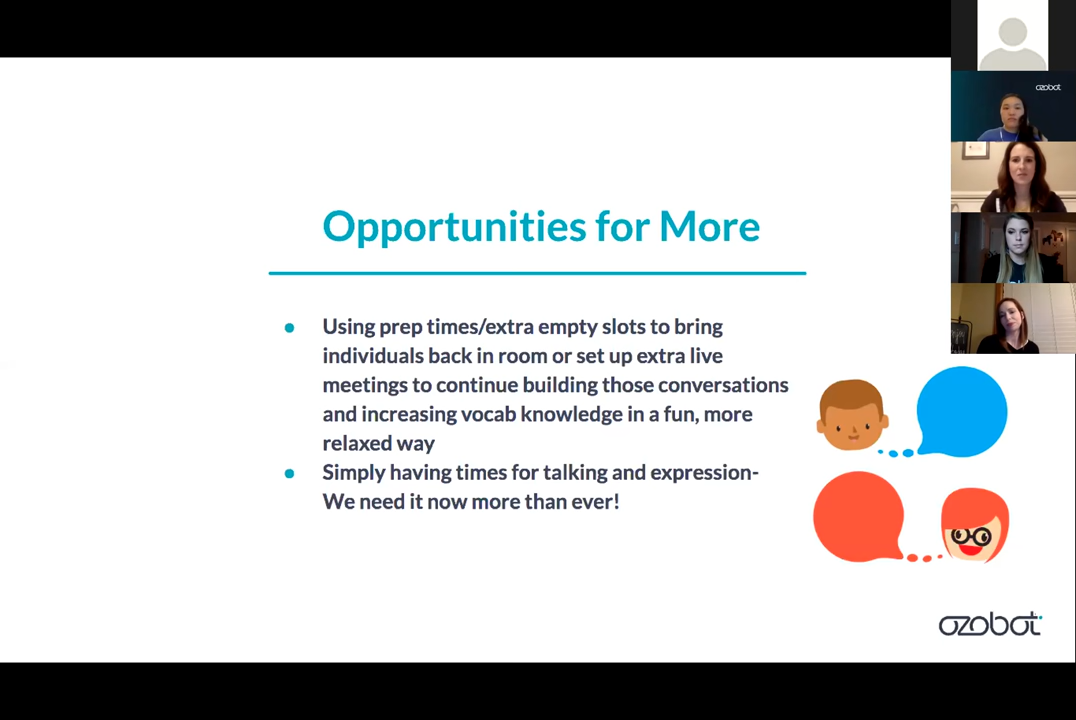 ozobot
Opportunities for More
Using prep times/extra empty slots to bring
individuals back in room or set up extra live
meetings to continue building those conversations
and increasing vocab knowledge in a fun, more
relaxed way
Simply having times for talking and expression-
We need it now more than ever!
ozobot